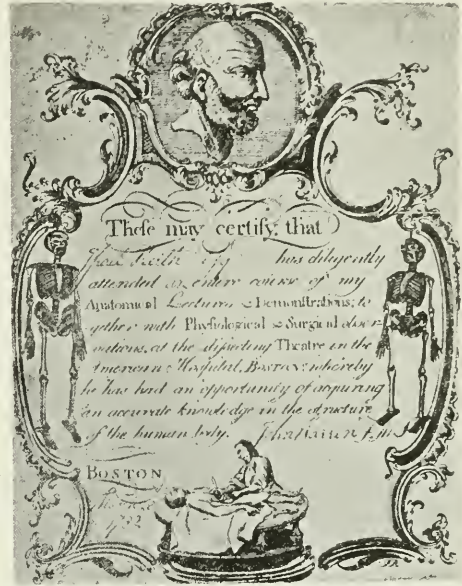 These may certify, that
has diligently
attended an entire course of my
Anatomical Lectures & Demonstrations; to
gether with Physiological & Surgical obser
vations, at the dissecting Theatre in the
American Hospital, Boston; whereby
he has had an opportunity of acquiring
an accurate knowledge in the structure
of the human body.
BOSTON